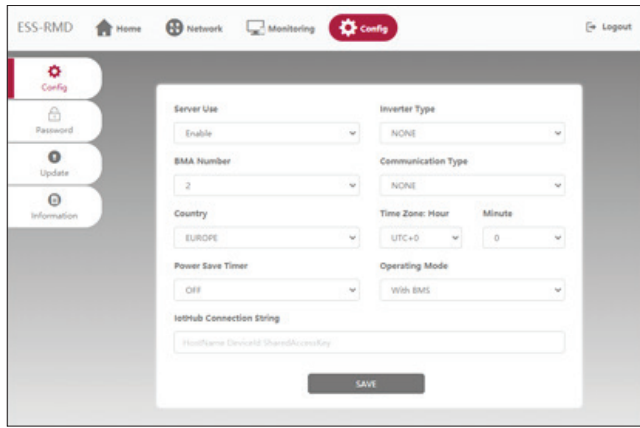 ESS-RMD Home Network Monitoring Config Logout
Config
Password
Update
Information
Server Use Inverter Type
Enable NONE
BMA Number Communication Type
2 NONE
Country Time Zone: Hour Minute
EUROPE UTC+0 0
Power Save Timer Operating Mode
OFF With BMS
IotHub Connection String
HostName DeviceId SharedAccessKey
SAVE